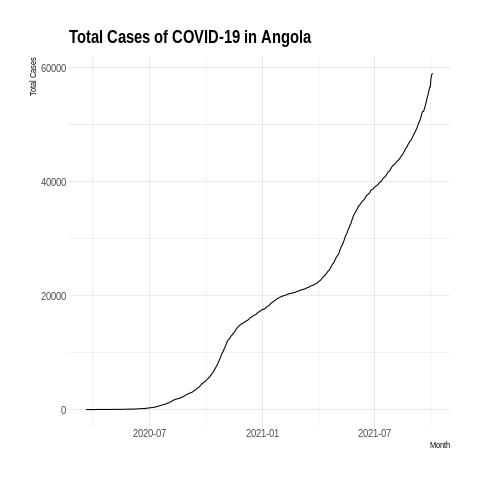 Total Cases of COVID-19 in Angola
Total Cases
60000
40000
20000
0
2020-07
2021-01
2021-07
Month